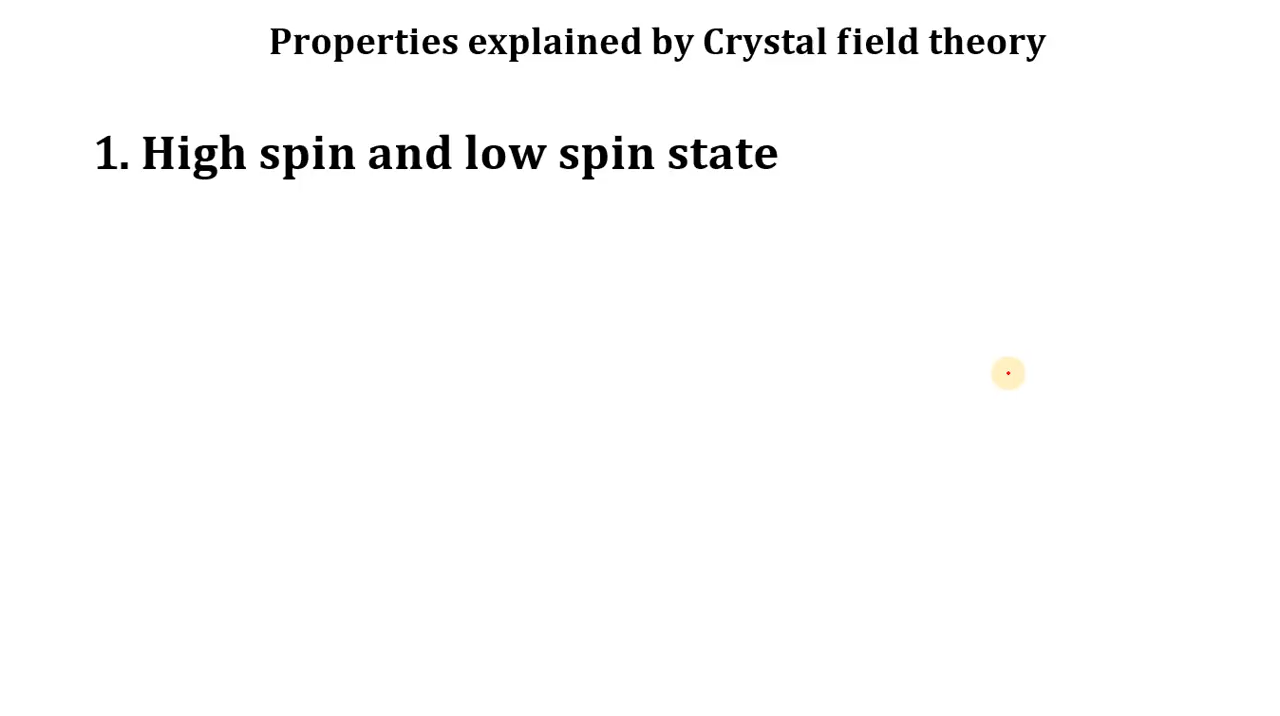 Properties explained by Crystal field theory
1. High spin and low spin state